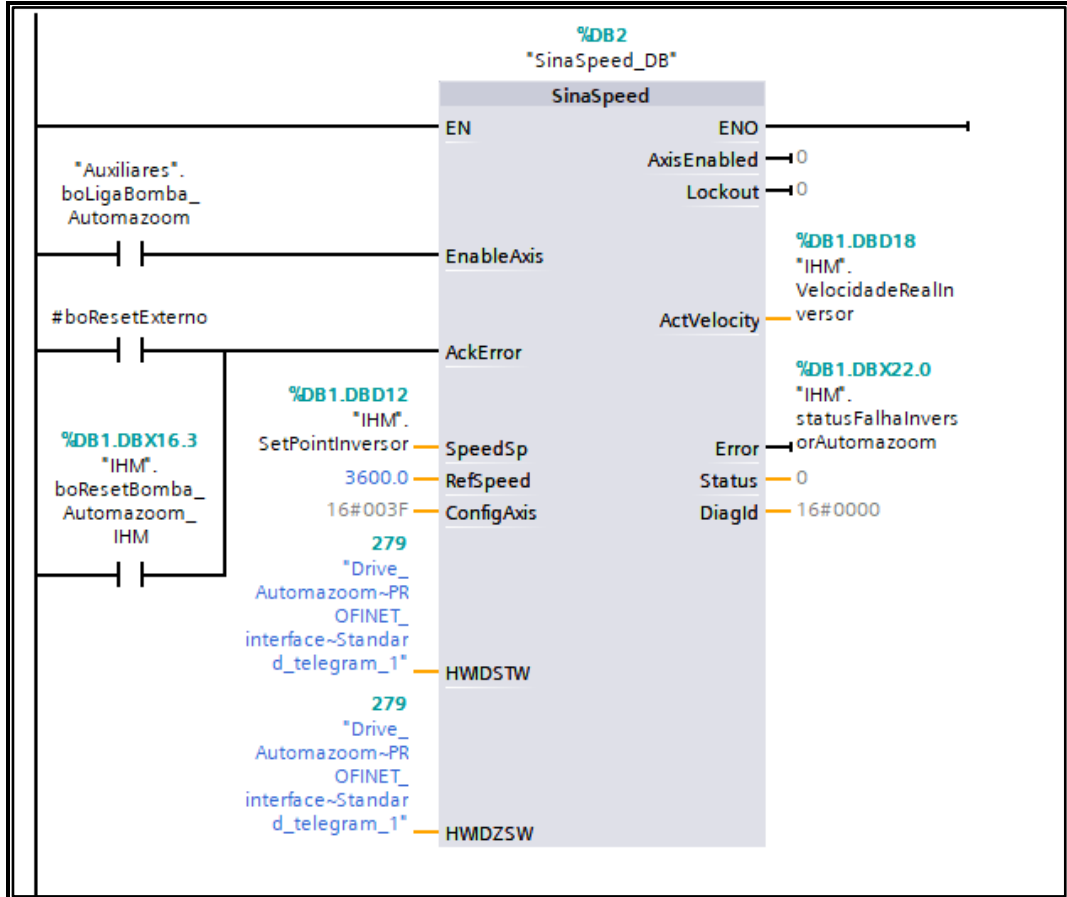 %DB2
"SinaSpeed_DB"
SinaSpeed
EN
ENO
AxisEnabled
0
Lockout
0
"Auxiliares".
boLigaBomba_
Automazoom
EnableAxis
%DB1.DBD18
"IHM".
VelocidadeRealIn
versor
ActVelocity
#boResetExterno
AckError
%DB1.DBX22.0
"IHM".
statusFalhaInvers
orAutomazoom
Error
%DB1.DBD12
"IHM".
SetPointInversor
SpeedSp
%DB1.DBX16.3
"IHM".
boResetBomba_
Automazoom_
IHM
3600.0
RefSpeed
Status
0
16#003F
ConfigAxis
DiagId
16#0000
279
"Drive_
Automazoom~PR
OFINET_
interface~Standar
d_telegram_1"
HWIDSTW
279
"Drive_
Automazoom~PR
OFINET_
interface~Standar
d_telegram_1"
HWIDZSW